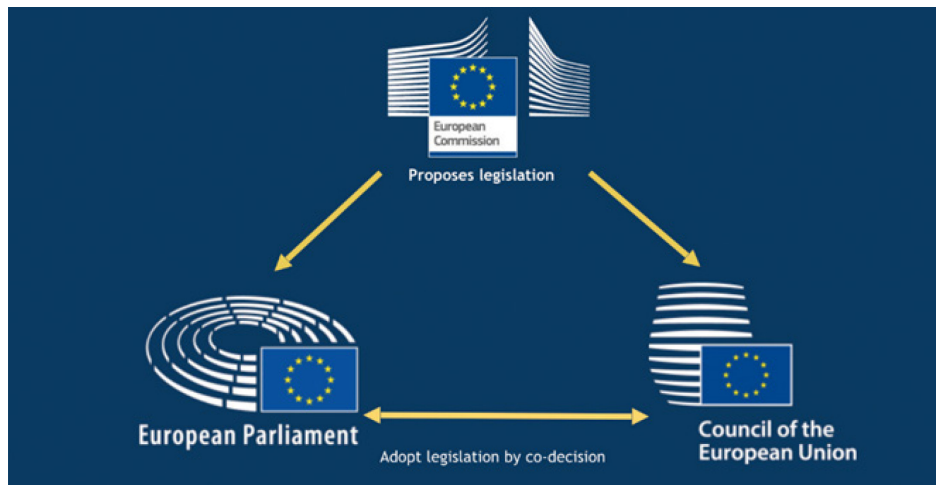 European
Commission
Proposes legislation
European Parliament
Council of the
European Union
Adopt legislation by co-decision